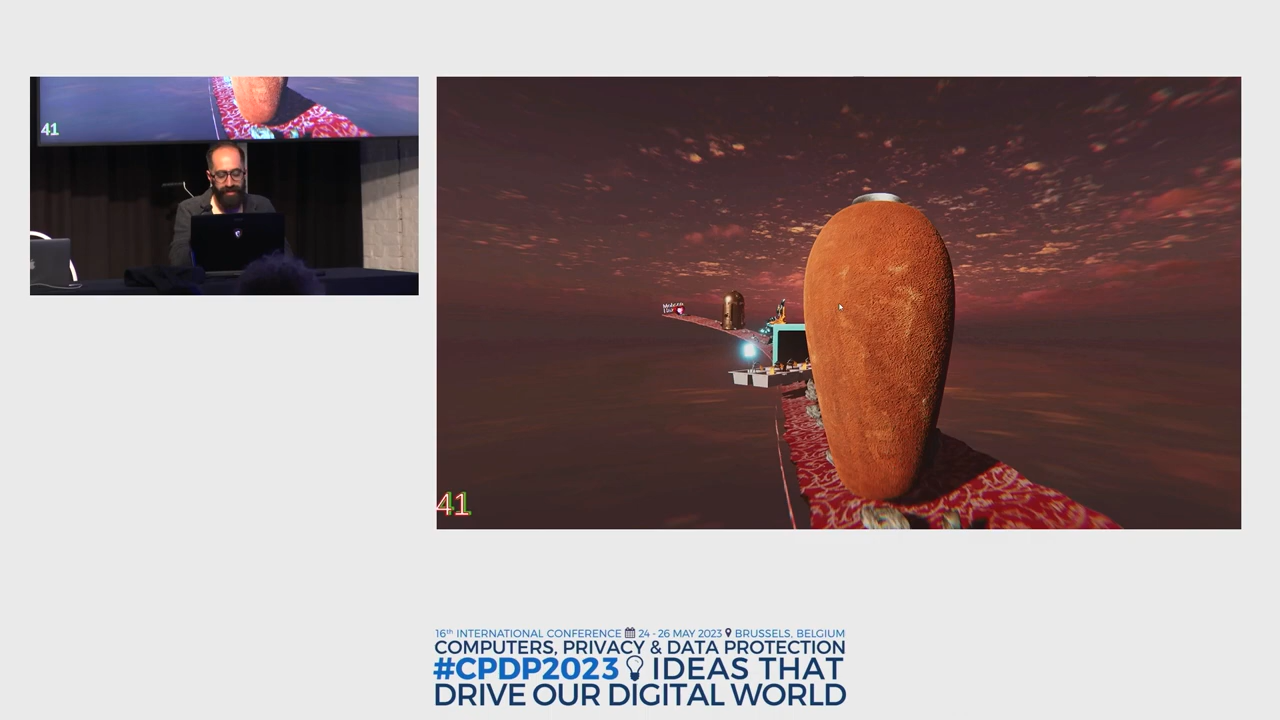 41
41
16th INTERNATIONAL CONFERENCE 24 - 26 MAY 2023 BRUSSELS, BELGIUM
COMPUTERS, PRIVACY & DATA PROTECTION
#CPDP2023 IDEAS THAT
DRIVE OUR DIGITAL WORLD